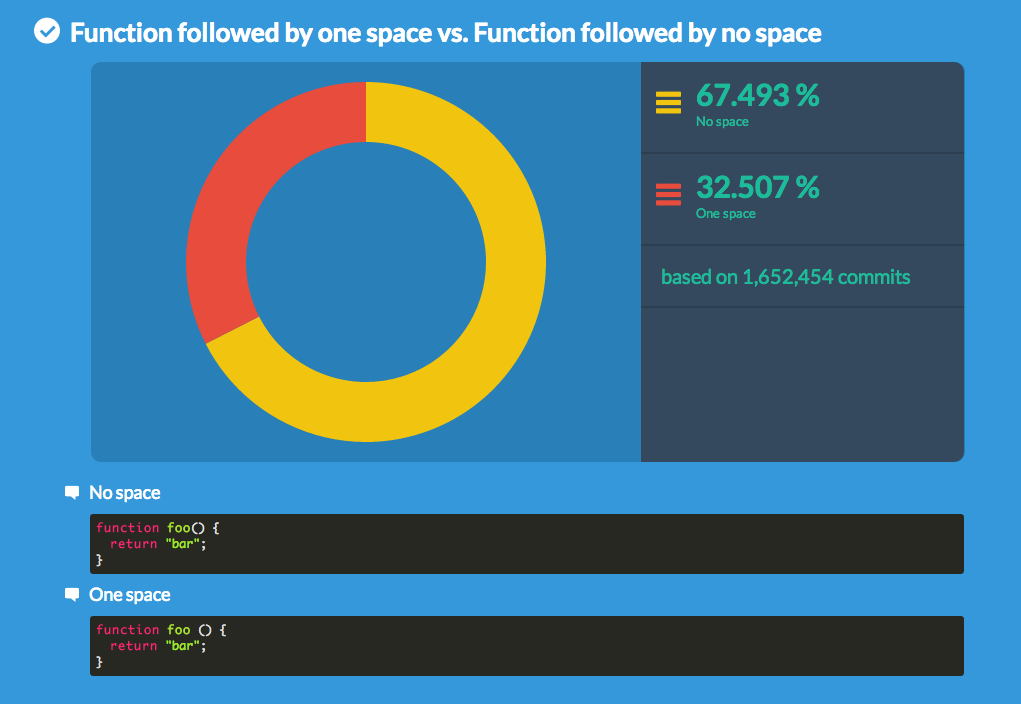 Function followed by one space vs. Function followed by no space
67.493 %
No space
32.507 %
One space
based on 1,652,454 commits
No space
function foo() {
  return "bar";
}
One space
function foo () {
  return "bar";
}